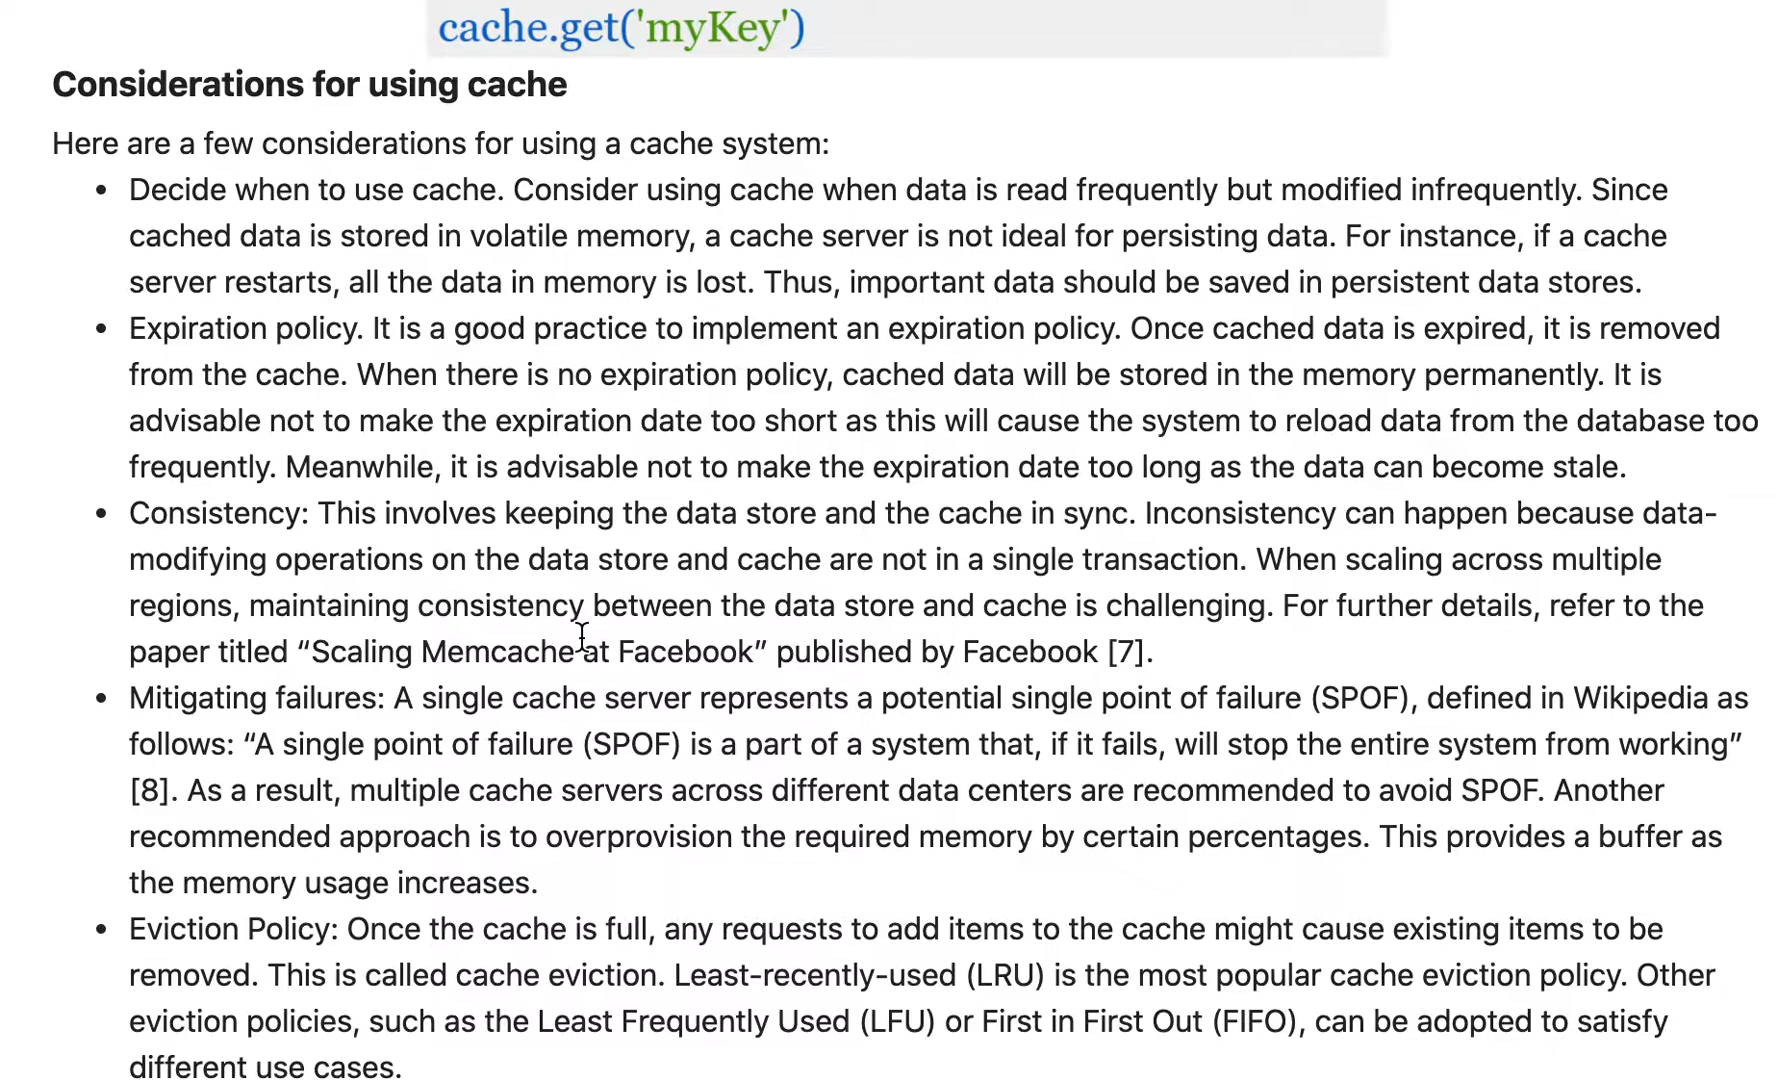 cache.get('myKey')
Considerations for using cache
Here are a few considerations for using a cache system:
• Decide when to use cache. Consider using cache when data is read frequently but modified infrequently. Since
cached data is stored in volatile memory, a cache server is not ideal for persisting data. For instance, if a cache
server restarts, all the data in memory is lost. Thus, important data should be saved in persistent data stores.
• Expiration policy. It is a good practice to implement an expiration policy. Once cached data is expired, it is removed
from the cache. When there is no expiration policy, cached data will be stored in the memory permanently. It is
advisable not to make the expiration date too short as this will cause the system to reload data from the database too
frequently. Meanwhile, it is advisable not to make the expiration date too long as the data can become stale.
• Consistency: This involves keeping the data store and the cache in sync. Inconsistency can happen because data-
modifying operations on the data store and cache are not in a single transaction. When scaling across multiple
regions, maintaining consistency between the data store and cache is challenging. For further details, refer to the
paper titled “Scaling Memcache at Facebook” published by Facebook [7].
• Mitigating failures: A single cache server represents a potential single point of failure (SPOF), defined in Wikipedia as
follows: “A single point of failure (SPOF) is a part of a system that, if it fails, will stop the entire system from working”
[8]. As a result, multiple cache servers across different data centers are recommended to avoid SPOF. Another
recommended approach is to overprovision the required memory by certain percentages. This provides a buffer as
the memory usage increases.
• Eviction Policy: Once the cache is full, any requests to add items to the cache might cause existing items to be
removed. This is called cache eviction. Least-recently-used (LRU) is the most popular cache eviction policy. Other
eviction policies, such as the Least Frequently Used (LFU) or First in First Out (FIFO), can be adopted to satisfy
different use cases.